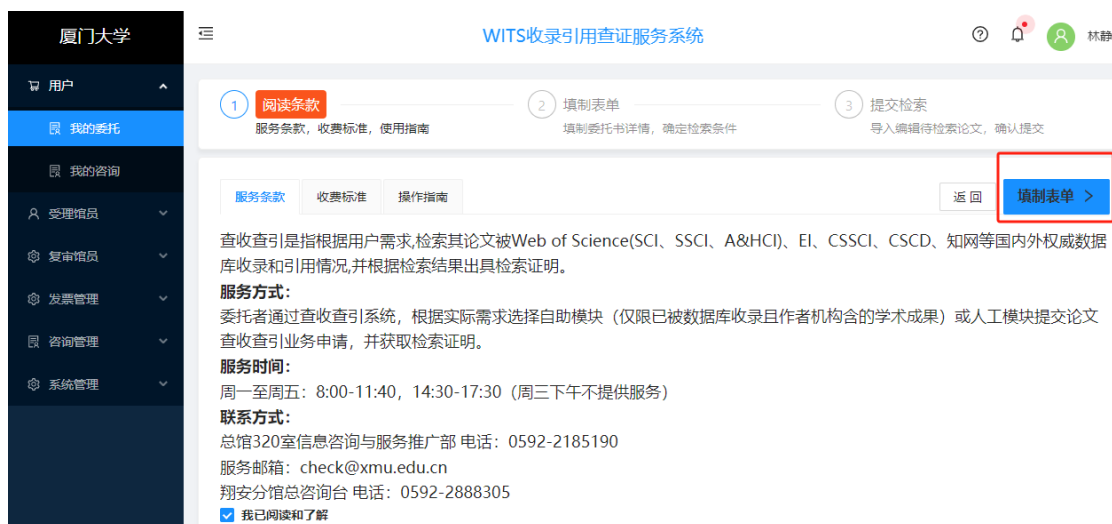 厦门大学
WITS收录引用查证服务系统
林静
用户
我的委托
我的咨询
受理馆员
复审馆员
发票管理
咨询管理
系统管理
1 阅读条款
服务条款，收费标准，使用指南
2 填制表单
填制委托书详情，确定检索条件
3 提交检索
导入编辑待检索论文，确认提交
服务条款 收费标准 操作指南
返 回 填制表单 >
查收查引是指根据用户需求,检索其论文被Web of Science(SCI、SSCI、A&HCI)、EI、CSSCI、CSCD、知网等国内外权威数据
库收录和引用情况,并根据检索结果出具检索证明。
服务方式：
委托者通过查收查引系统，根据实际需求选择自助模块（仅限已被数据库收录且作者机构含的学术成果）或人工模块提交论文
查收查引业务申请，并获取检索证明。
服务时间：
周一至周五：8:00-11:40，14:30-17:30（周三下午不提供服务）
联系方式：
总馆320室信息咨询与服务推广部 电话：0592-2185190
服务邮箱：check@xmu.edu.cn
翔安分馆总咨询台 电话：0592-2888305
我已阅读和了解